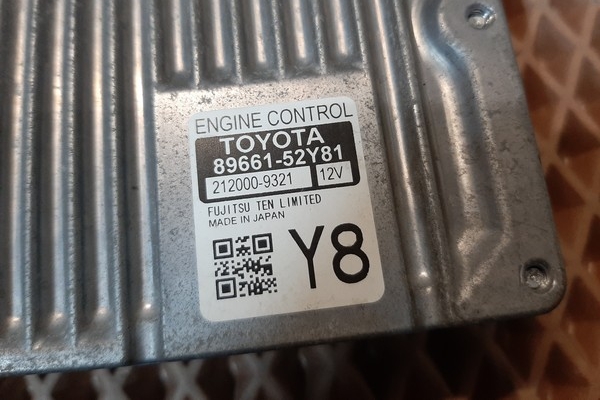 ENGINE CONTROL
TOYOTA
89661-52Y81
212000-9321 12V
FUJITSU TEN LIMITED
MADE IN JAPAN
Y8